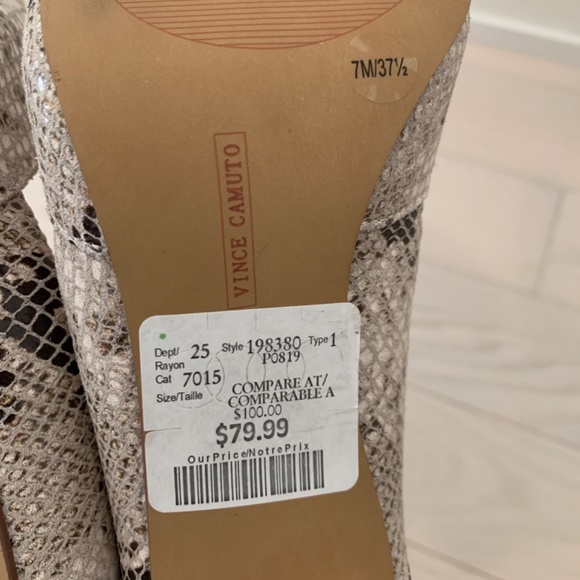 7M/37½
VINCE CAMUTO
Dept/ 25 Style 198380 Type 1
Rayon P0819
Cat 7015
Size/Taille
COMPARE AT/
COMPARABLE A
$100.00
$79.99
OurPrice/NotrePrix